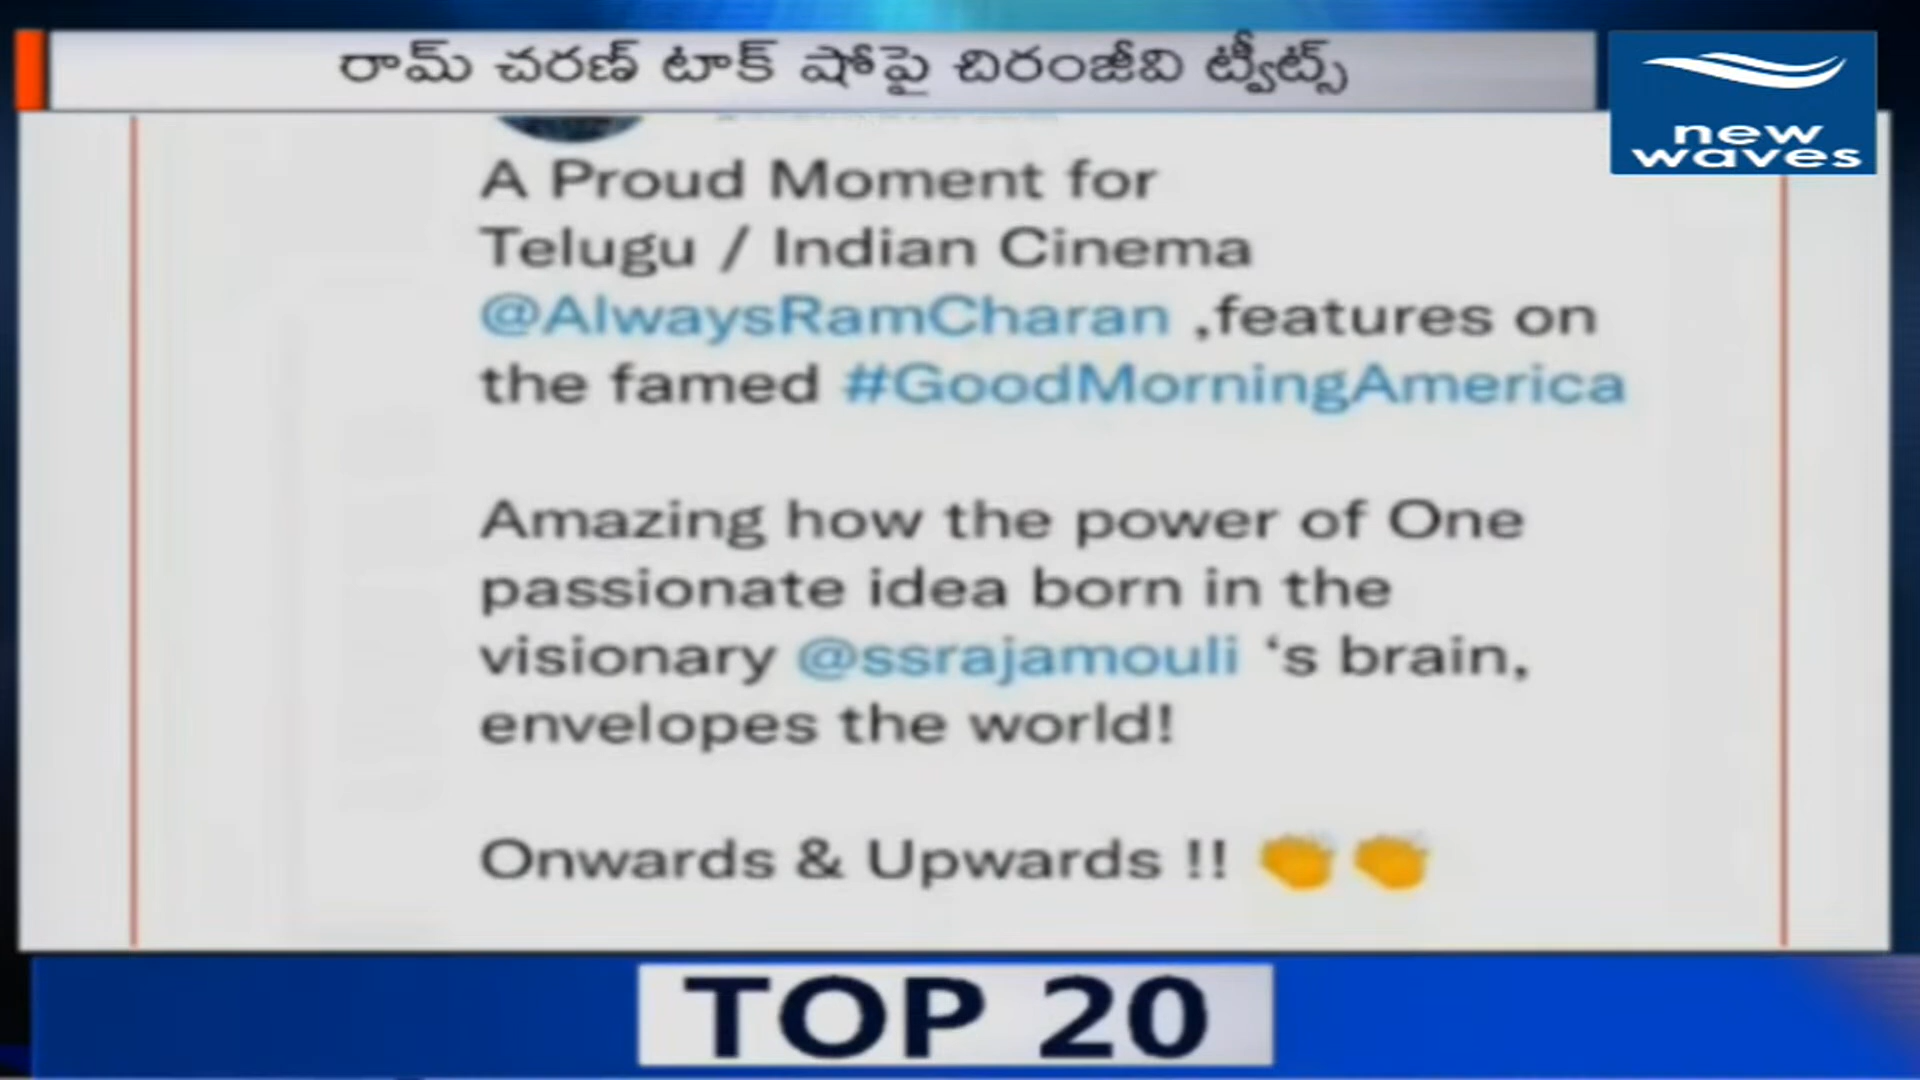 రామ్ చరణ్ టాక్ షోపై చిరంజీవి ట్వీట్స్
new
waves
A Proud Moment for
Telugu / Indian Cinema
@AlwaysRamCharan ,features on
the famed #GoodMorningAmerica
Amazing how the power of One
passionate idea born in the
visionary @ssrajamouli ‘s brain,
envelopes the world!
Onwards & Upwards !! 👏 👏
TOP 20